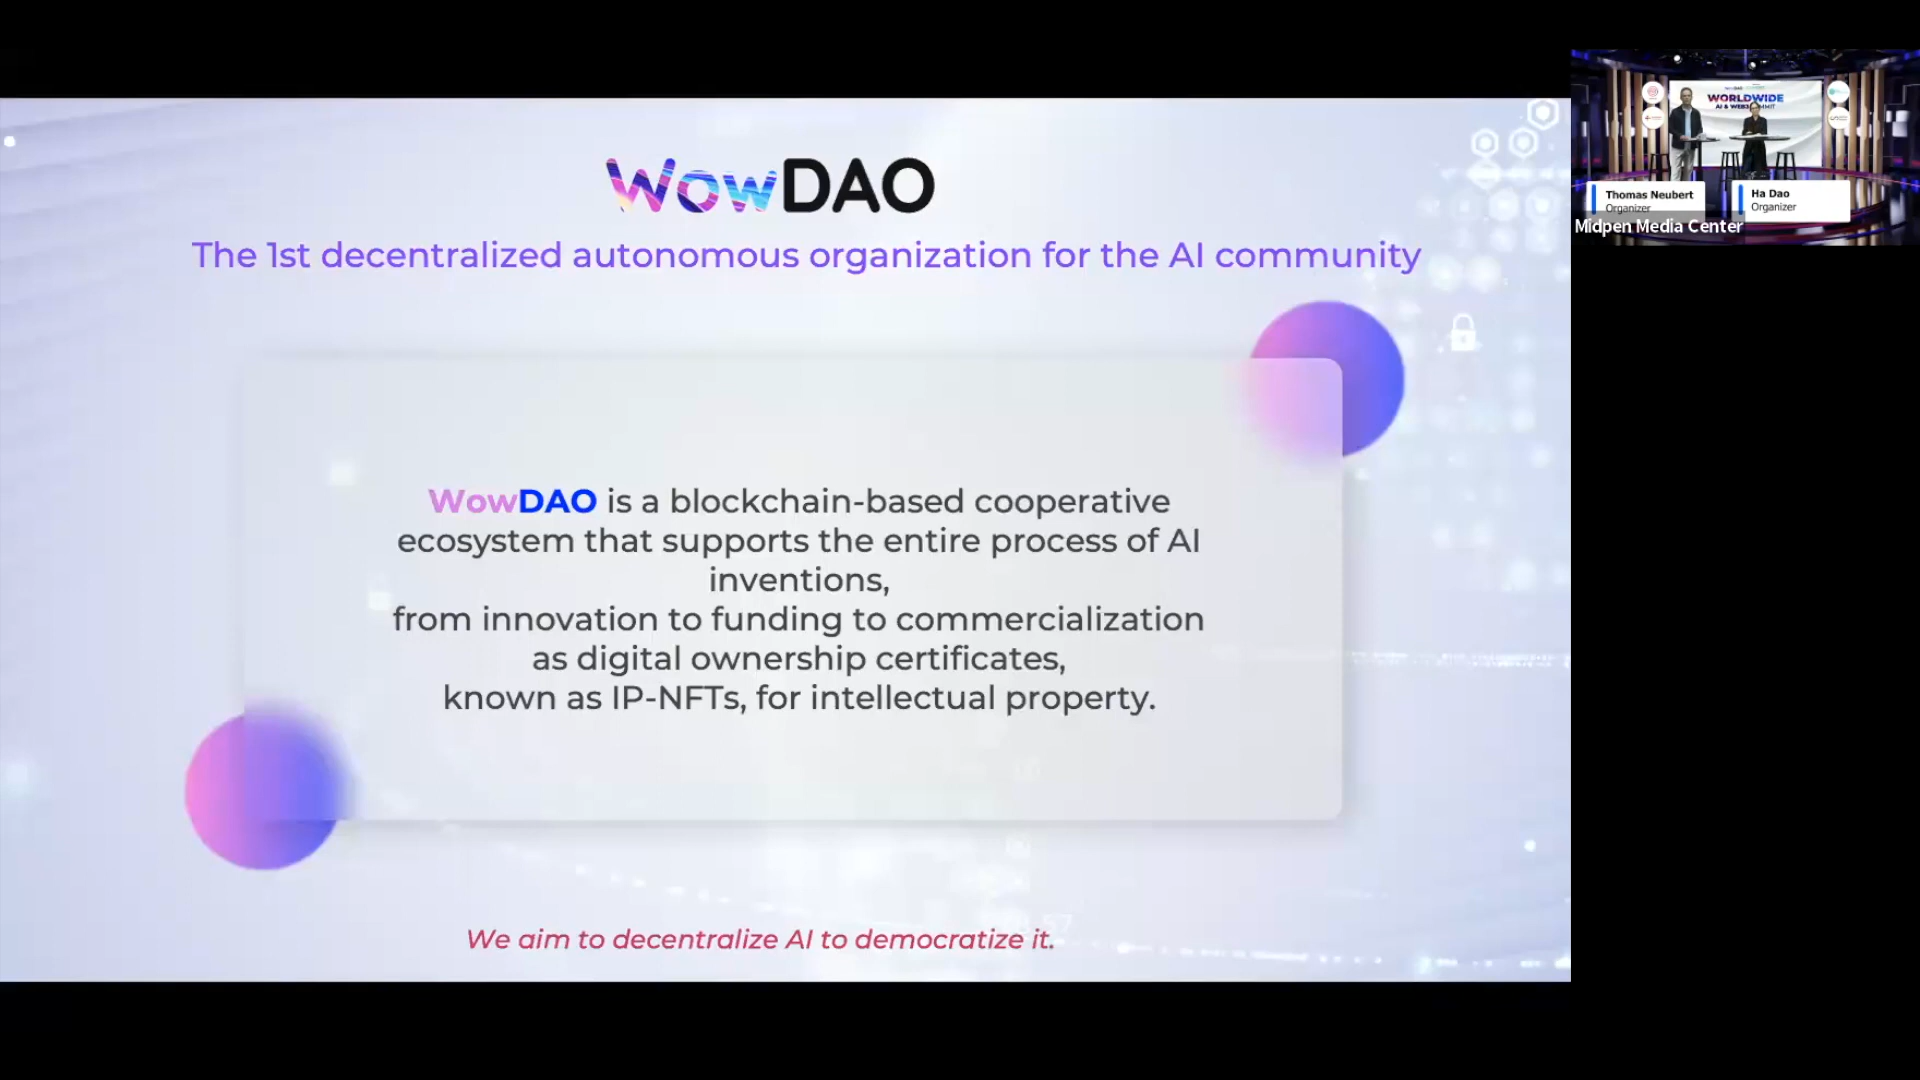 WowDAO
The 1st decentralized autonomous organization for the AI community
WowDAO is a blockchain-based cooperative
ecosystem that supports the entire process of AI
inventions,
from innovation to funding to commercialization
as digital ownership certificates,
known as IP-NFTs, for intellectual property.
We aim to decentralize AI to democratize it.
WORLDWIDE
AI & WEB3 SUMMIT
Thomas Neubert
Organizer
Ha Dao
Organizer
Midpen Media Center